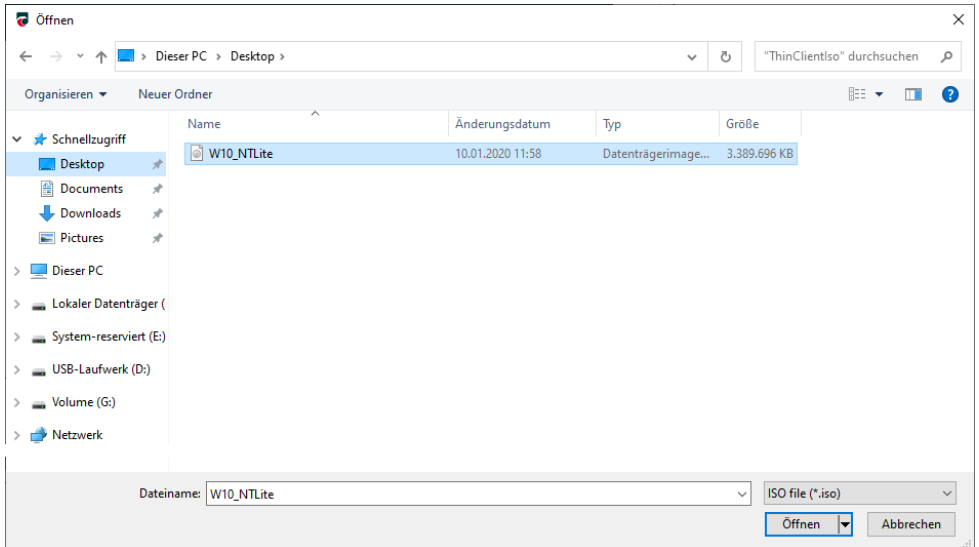 Öffnen
Dieser PC > Desktop >
"ThinClientIso" durchsuchen
Organisieren
Neuer Ordner
Name
Änderungsdatum
Typ
Größe
Schnellzugriff
Desktop
Documents
Downloads
Pictures
Dieser PC
Lokaler Datenträger (
System-reserviert (E:)
USB-Laufwerk (D:)
Volume (G:)
Netzwerk
W10_NTLite
10.01.2020 11:58
Datenträgerimage...
3.389.696 KB
Dateiname:
W10_NTLite
ISO file (*.iso)
Öffnen
Abbrechen